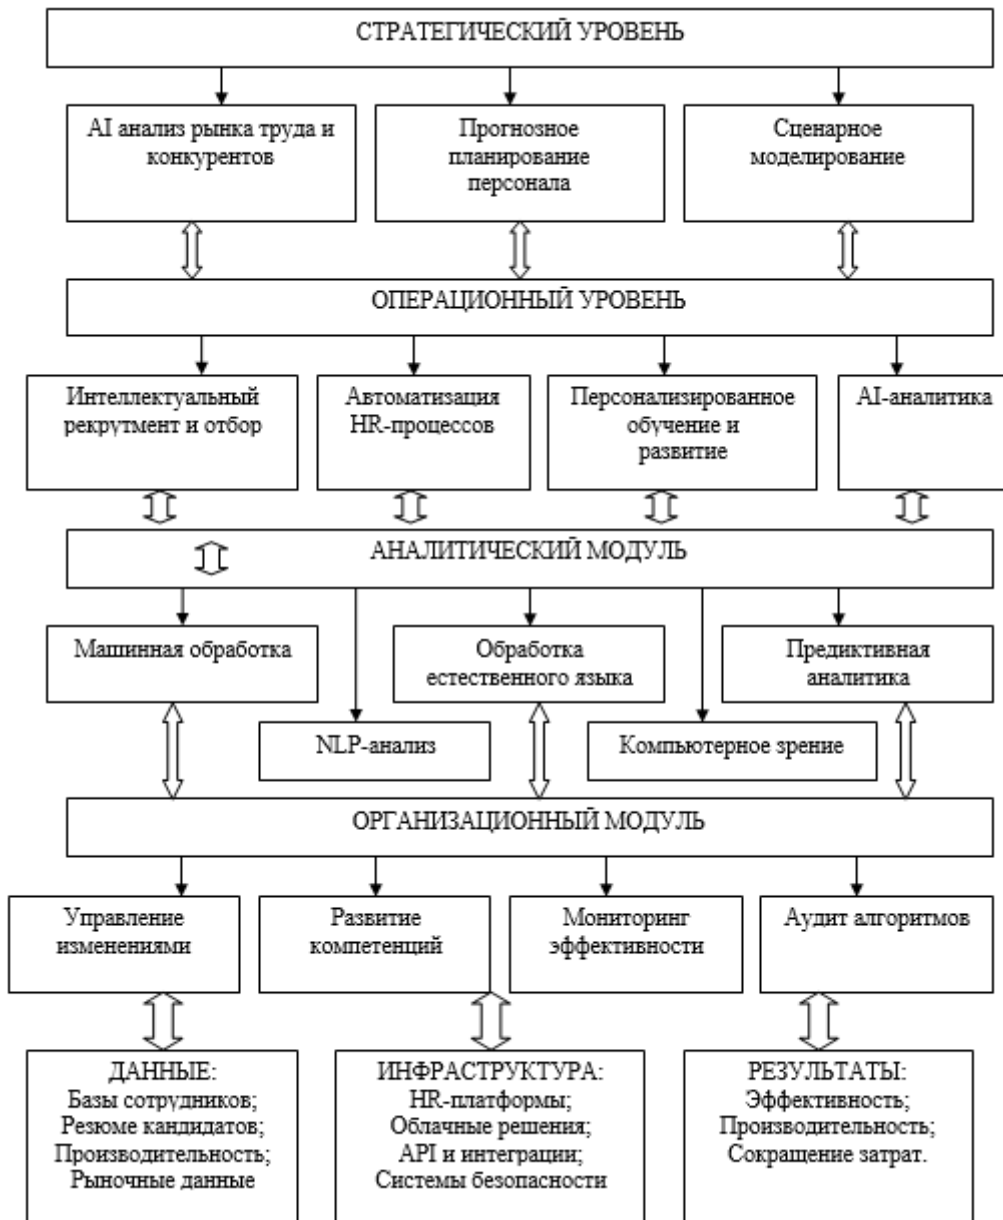 СТРАТЕГИЧЕСКИЙ УРОВЕНЬ
AI анализ рынка труда и
конкурентов
Прогнозное
планирование
персонала
Сценарное
моделирование
ОПЕРАЦИОННЫЙ УРОВЕНЬ
Интеллектуальный
рекрутмент и отбор
Автоматизация
HR-процессов
Персонализированное
обучение и
развитие
AI-аналитика
АНАЛИТИЧЕСКИЙ МОДУЛЬ
Машинная обработка
Обработка
естественного языка
Предиктивная
аналитика
NLP-анализ
Компьютерное зрение
ОРГАНИЗАЦИОННЫЙ МОДУЛЬ
Управление
изменениями
Развитие
компетенций
Мониторинг
эффективности
Аудит алгоритмов
ДАННЫЕ:
Базы сотрудников;
Резюме кандидатов;
Производительность;
Рыночные данные
ИНФРАСТРУКТУРА:
HR-платформы;
Облачные решения;
API и интеграции;
Системы безопасности
РЕЗУЛЬТАТЫ:
Эффективность;
Производительность;
Сокращение затрат.